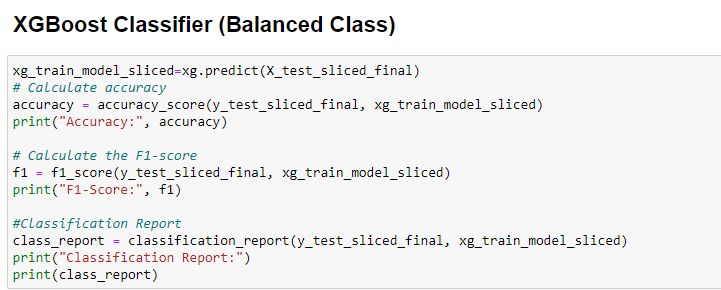 XGBoost Classifier (Balanced Class)
xg_train_model_sliced=xg.predict(X_test_sliced_final)
# Calculate accuracy
accuracy = accuracy_score(y_test_sliced_final, xg_train_model_sliced)
print("Accuracy:", accuracy)
# Calculate the F1-score
f1 = f1_score(y_test_sliced_final, xg_train_model_sliced)
print("F1-Score:", f1)
#Classification Report
class_report = classification_report(y_test_sliced_final, xg_train_model_sliced)
print("Classification Report:")
print(class_report)